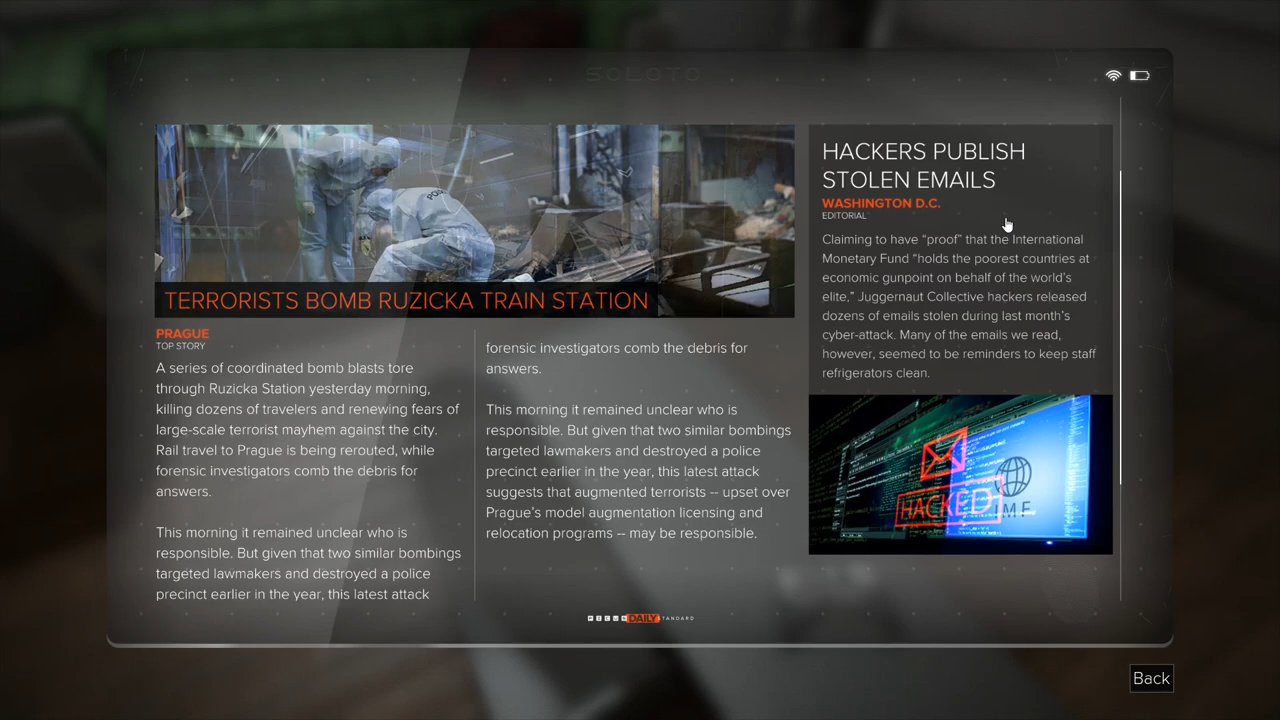 SOLOTO
TERRORISTS BOMB RUZICKA TRAIN STATION
PRAGUE
TOP STORY
A series of coordinated bomb blasts tore
through Ruzicka Station yesterday morning,
killing dozens of travelers and renewing fears of
large-scale terrorist mayhem against the city.
Rail travel to Prague is being rerouted, while
forensic investigators comb the debris for
answers.
This morning it remained unclear who is
responsible. But given that two similar bombings
targeted lawmakers and destroyed a police
precinct earlier in the year, this latest attack
forensic investigators comb the debris for
answers.
This morning it remained unclear who is
responsible. But given that two similar bombings
targeted lawmakers and destroyed a police
precinct earlier in the year, this latest attack
suggests that augmented terrorists -- upset over
Prague's model augmentation licensing and
relocation programs -- may be responsible.
HACKERS PUBLISH
STOLEN EMAILS
WASHINGTON D.C.
EDITORIAL
Claiming to have “proof” that the International
Monetary Fund "holds the poorest countries at
economic gunpoint on behalf of the world's
elite,” Juggernaut Collective hackers released
dozens of emails stolen during last month's
cyber-attack. Many of the emails we read,
however, seemed to be reminders to keep staff
refrigerators clean.
HACKED
I.M.F.
PICUS DAILY STANDARD
Back